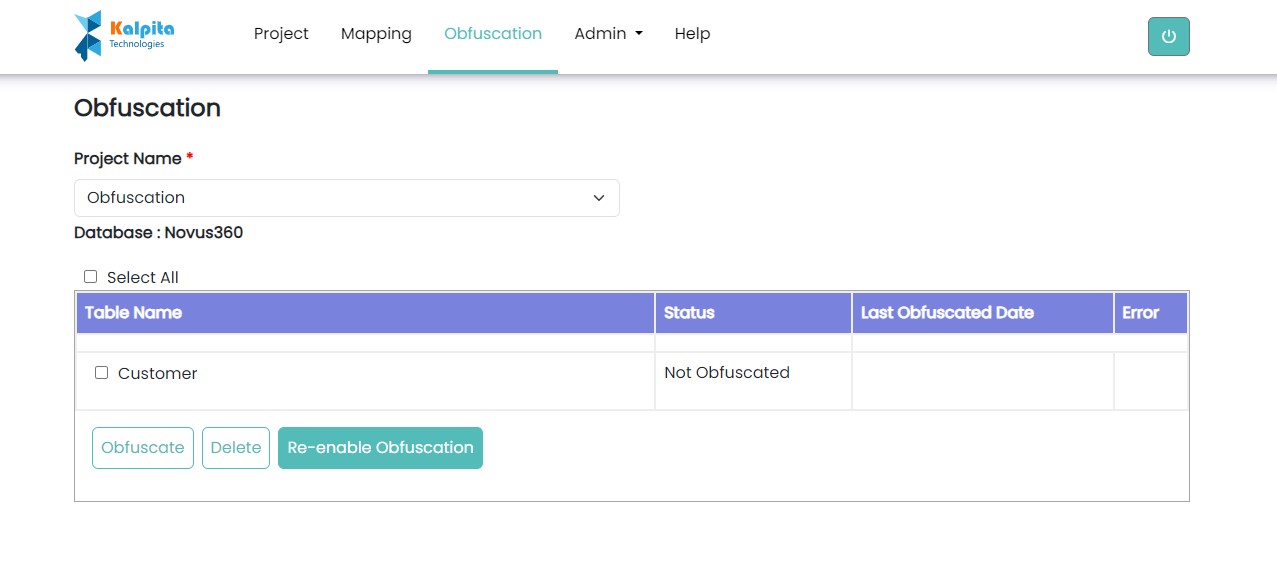 Kalpita
Technologies
Project Mapping Obfuscation Admin Help
Obfuscation
Project Name *
Obfuscation
Database : Novus360
Select All
Table Name Status Last Obfuscated Date Error
Customer Not Obfuscated
Obfuscate Delete Re-enable Obfuscation